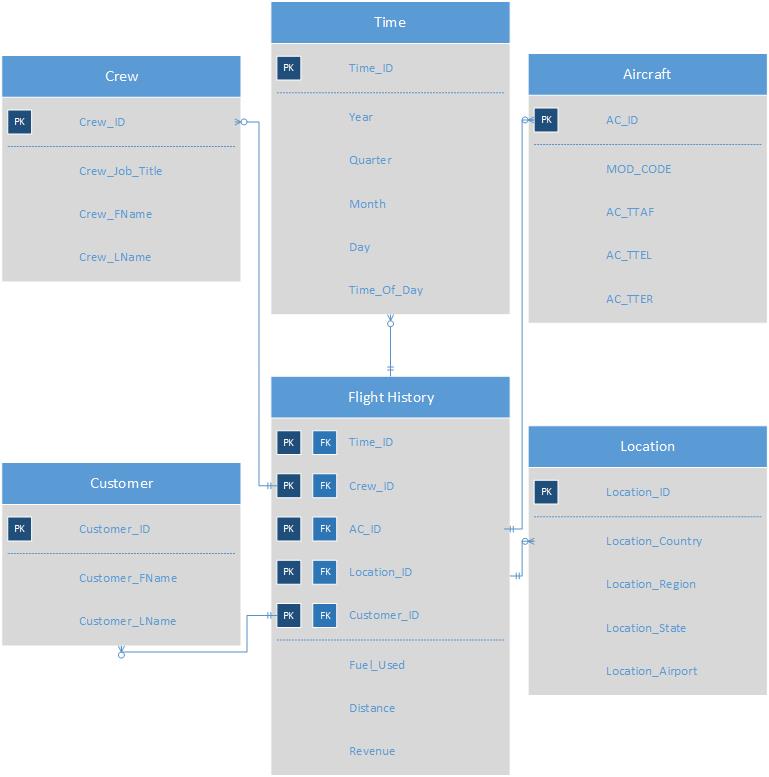 Time
PK Time_ID
Year
Quarter
Month
Day
Time_Of_Day
Crew
PK Crew_ID
Crew_Job_Title
Crew_FName
Crew_LName
Aircraft
PK AC_ID
MOD_CODE
AC_TTAF
AC_TTEL
AC_TTER
Flight History
PK FK Time_ID
PK FK Crew_ID
PK FK AC_ID
PK FK Location_ID
PK FK Customer_ID
Fuel_Used
Distance
Revenue
Customer
PK Customer_ID
Customer_FName
Customer_LName
Location
PK Location_ID
Location_Country
Location_Region
Location_State
Location_Airport